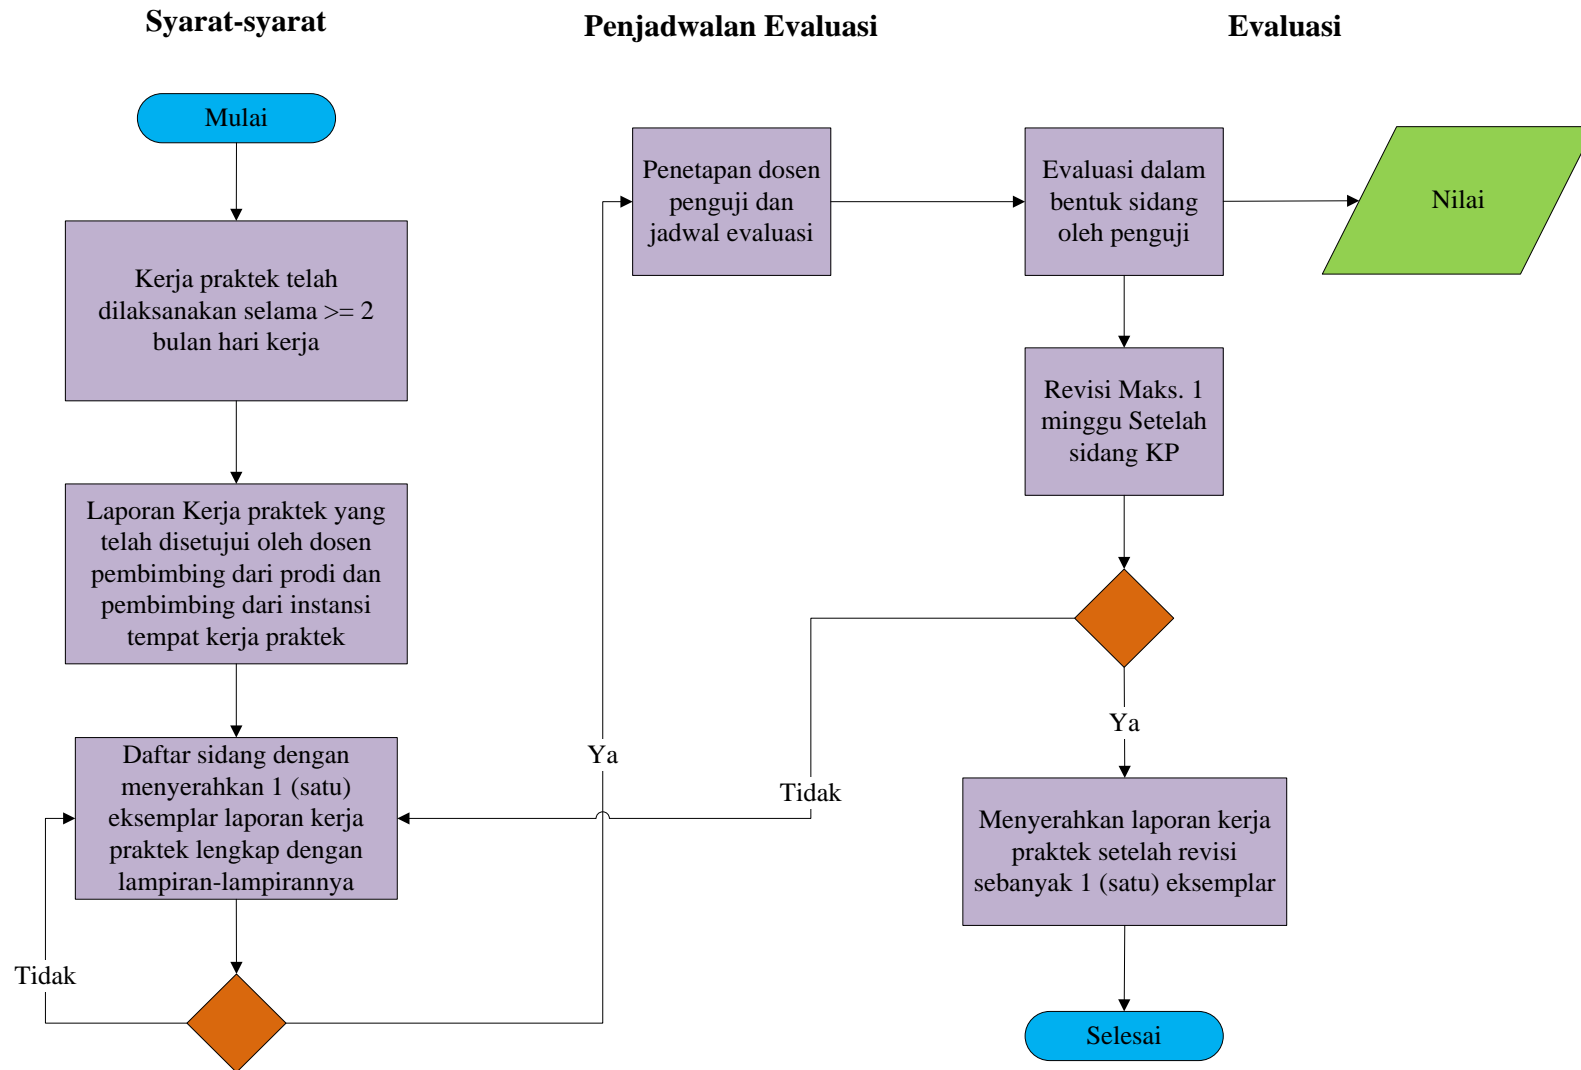 Syarat-syarat
Penjadwalan Evaluasi
Evaluasi
Mulai
Kerja praktek telah
dilaksanakan selama >= 2
bulan hari kerja
Laporan Kerja praktek yang
telah disetujui oleh dosen
pembimbing dari prodi dan
pembimbing dari instansi
tempat kerja praktek
Daftar sidang dengan
menyerahkan 1 (satu)
eksemplar laporan kerja
praktek lengkap dengan
lampiran-lampirannya
Tidak
Ya
Penetapan dosen
penguji dan
jadwal evaluasi
Evaluasi dalam
bentuk sidang
oleh penguji
Nilai
Revisi Maks. 1
minggu Setelah
sidang KP
Tidak
Ya
Menyerahkan laporan kerja
praktek setelah revisi
sebanyak 1 (satu) eksemplar
Selesai